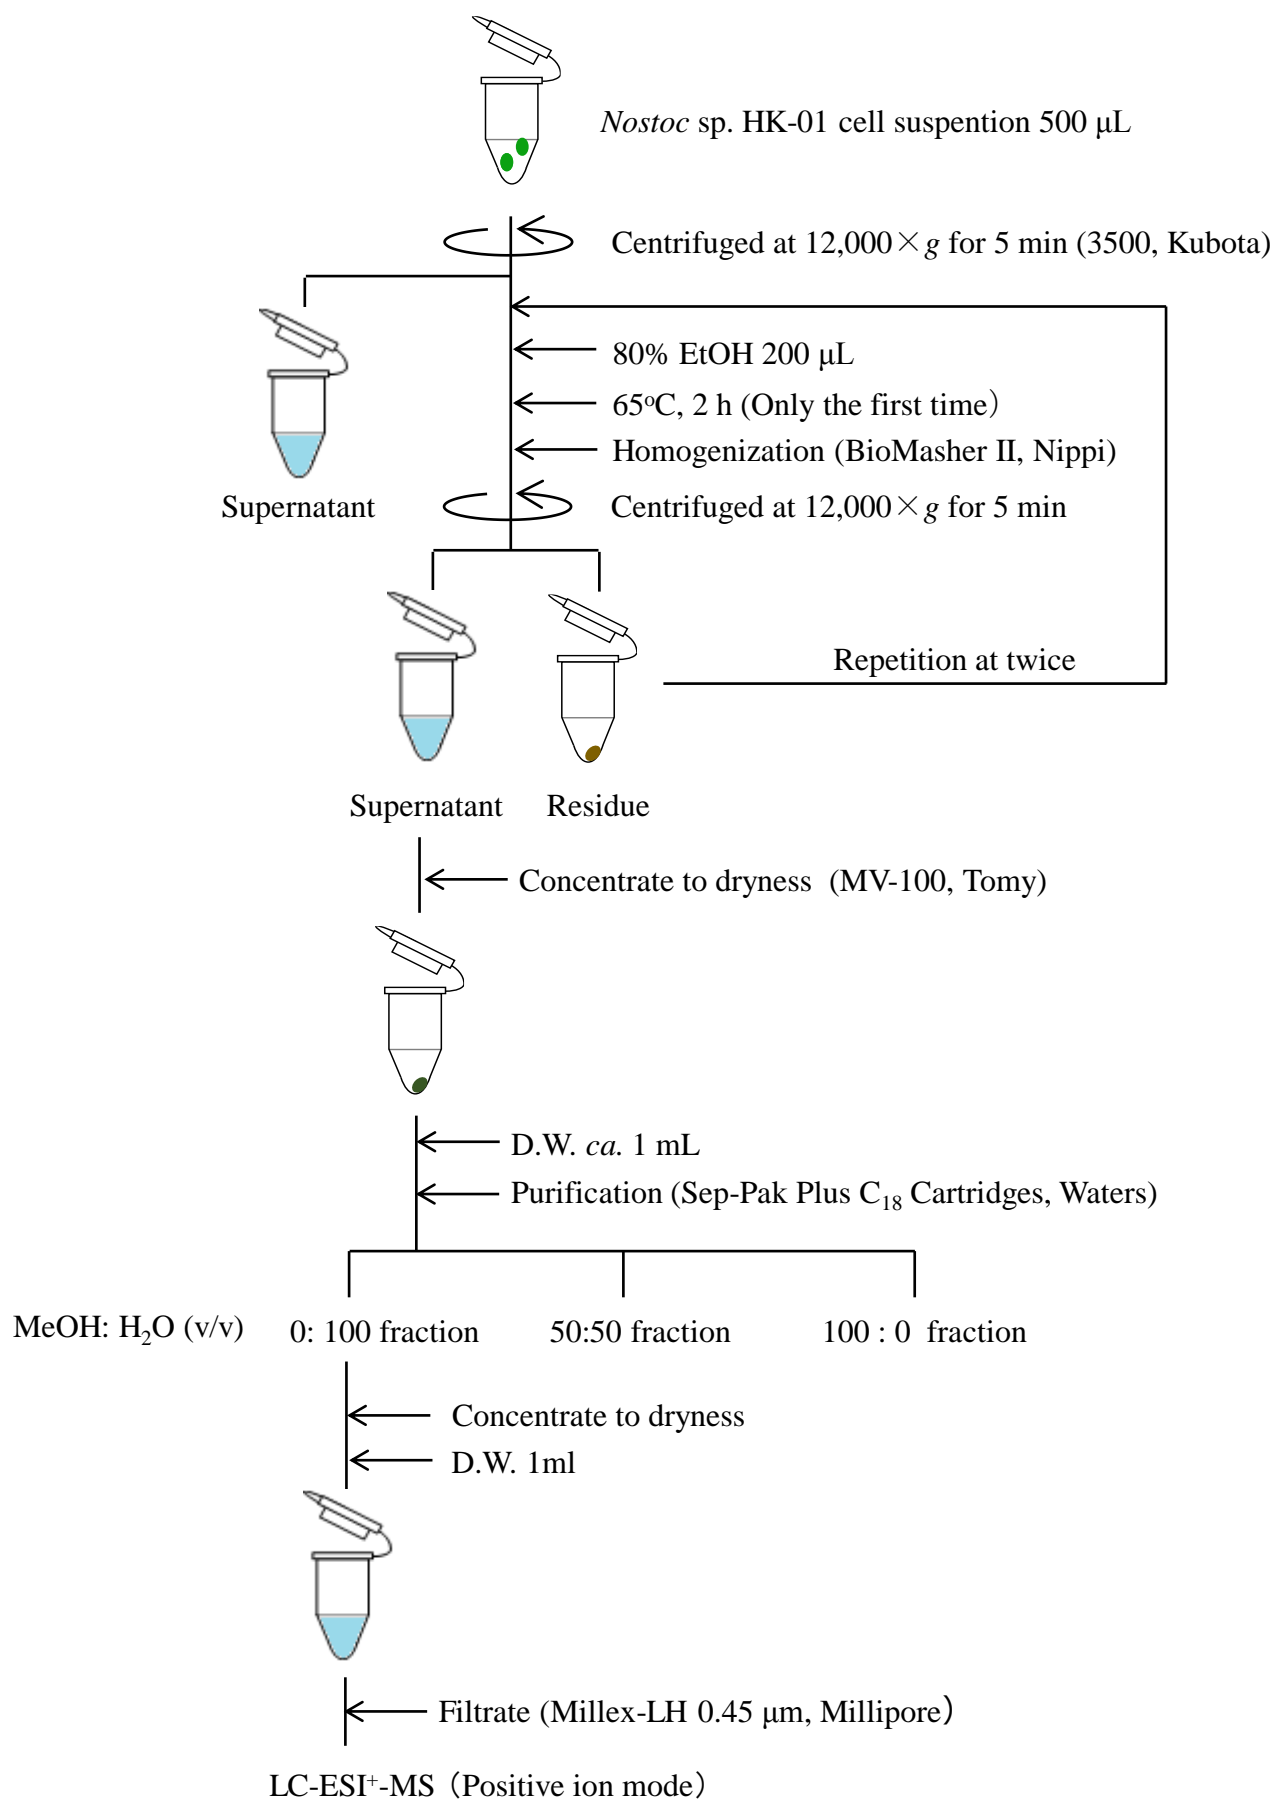 Nostoc sp. HK-01 cell suspention 500 μL
Centrifuged at 12,000×g for 5 min (3500, Kubota)
80% EtOH 200 μL
65°C, 2 h (Only the first time)
Homogenization (BioMasher II, Nippi)
Supernatant
Centrifuged at 12,000×g for 5 min
Repetition at twice
Supernatant
Residue
Concentrate to dryness (MV-100, Tomy)
D.W. ca. 1 mL
Purification (Sep-Pak Plus C₁₈ Cartridges, Waters)
MeOH: H₂O (v/v)
0: 100 fraction
50:50 fraction
100 : 0 fraction
Concentrate to dryness
D.W. 1ml
Filtrate (Millex-LH 0.45 μm, Millipore)
LC-ESI⁺-MS (Positive ion mode)